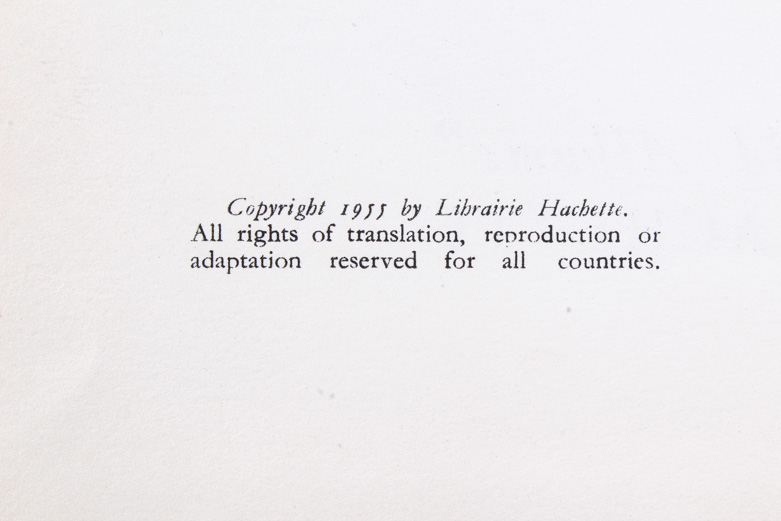 Copyright 1955 by Librairie Hachette.
All rights of translation, reproduction or
adaptation reserved for all countries.